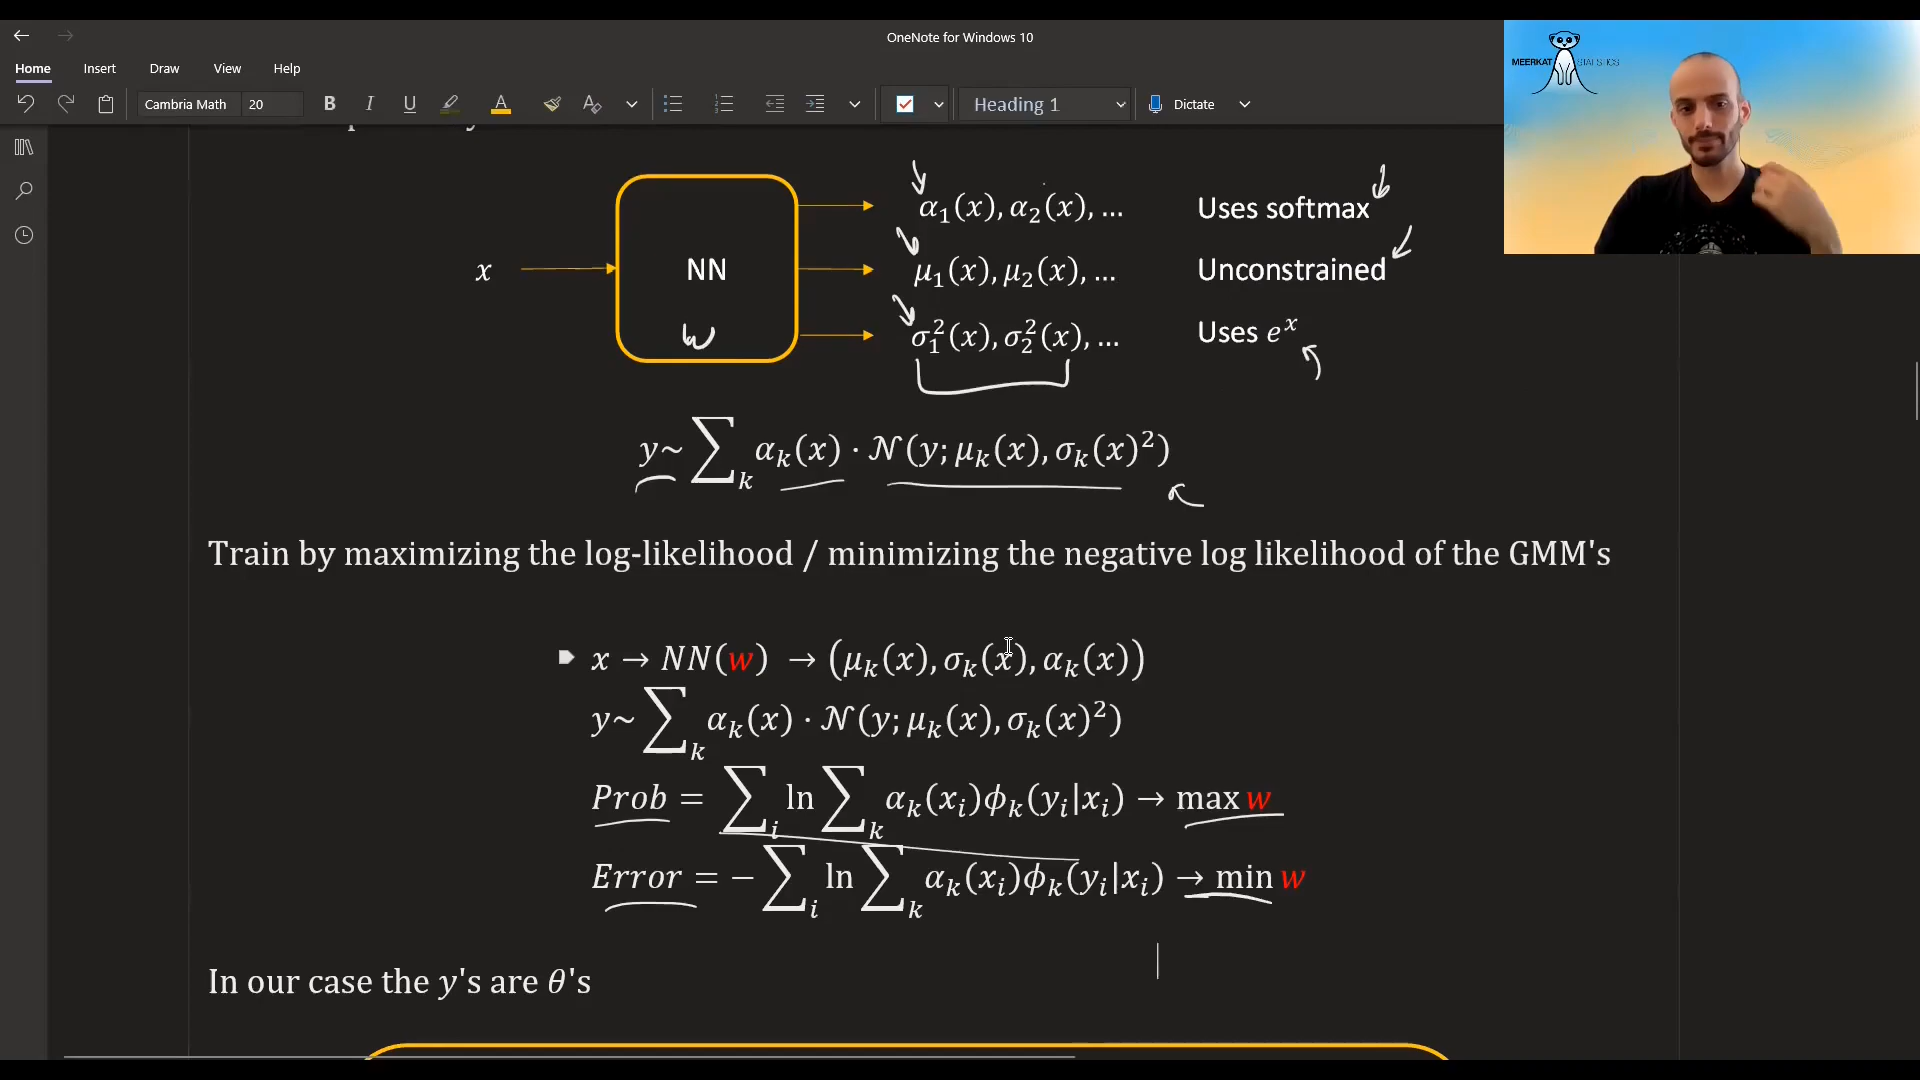 OneNote for Windows 10
Home Insert Draw View Help
Cambria Math 20 B I U A Heading 1 Dictate
MEERKAT STATISTICS
α₁(x), α₂(x), … Uses softmax
x NN μ₁(x), μ₂(x), … Unconstrained
w σ₁²(x), σ₂²(x), … Uses eˣ
y~∑ₖ αₖ(x) · 𝒩(y; μₖ(x), σₖ(x)²)
Train by maximizing the log-likelihood / minimizing the negative log likelihood of the GMM's
x → NN(w) → (μₖ(x), σₖ(x), αₖ(x))
y~∑ₖ αₖ(x) · 𝒩(y; μₖ(x), σₖ(x)²)
Prob = ∑ᵢ ln ∑ₖ αₖ(xᵢ)ϕₖ(yᵢ|xᵢ) → max w
Error = − ∑ᵢ ln ∑ₖ αₖ(xᵢ)ϕₖ(yᵢ|xᵢ) → min w
In our case the y's are θ's